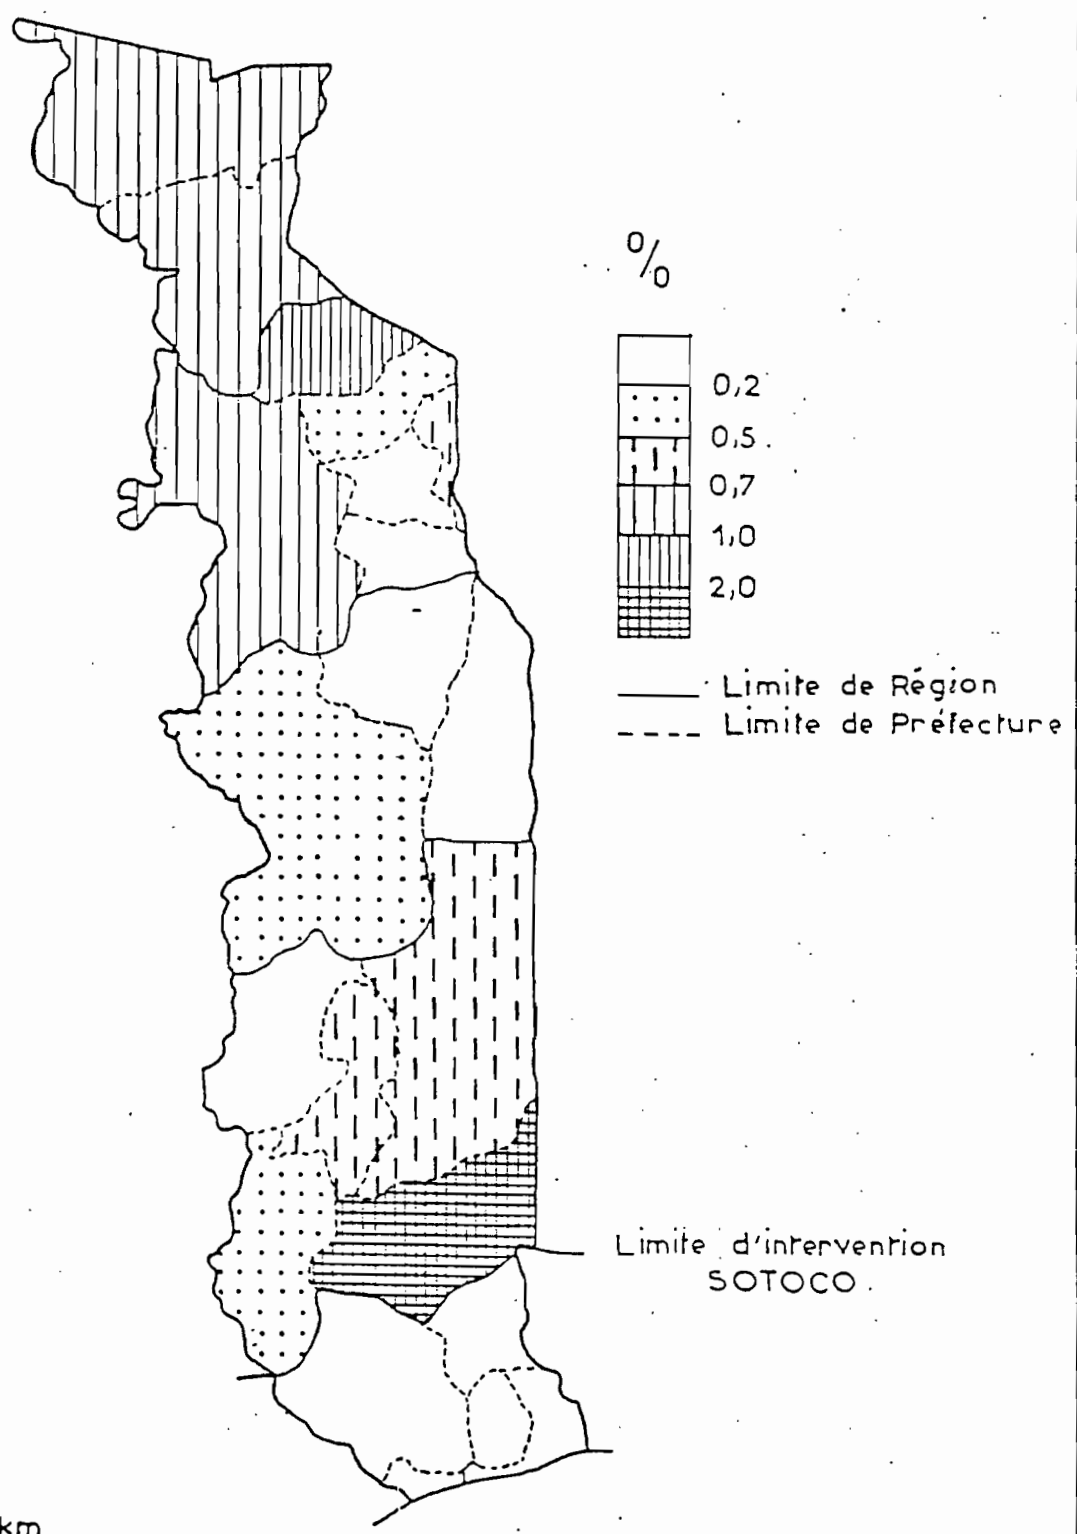 %
0,2
0,5
0,7
1,0
2,0
Limite de Région
Limite de Préfecture
Limite d'intervention
SOTOCO
km